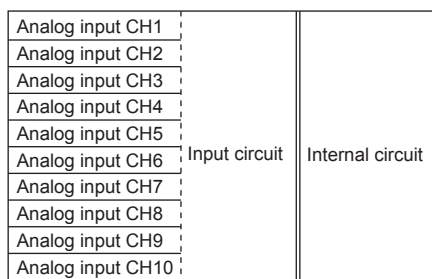 Analog input CH1
Analog input CH2
Analog input CH3
Analog input CH4
Analog input CH5
Analog input CH6
Analog input CH7
Analog input CH8
Analog input CH9
Analog input CH10
Input circuit
Internal circuit